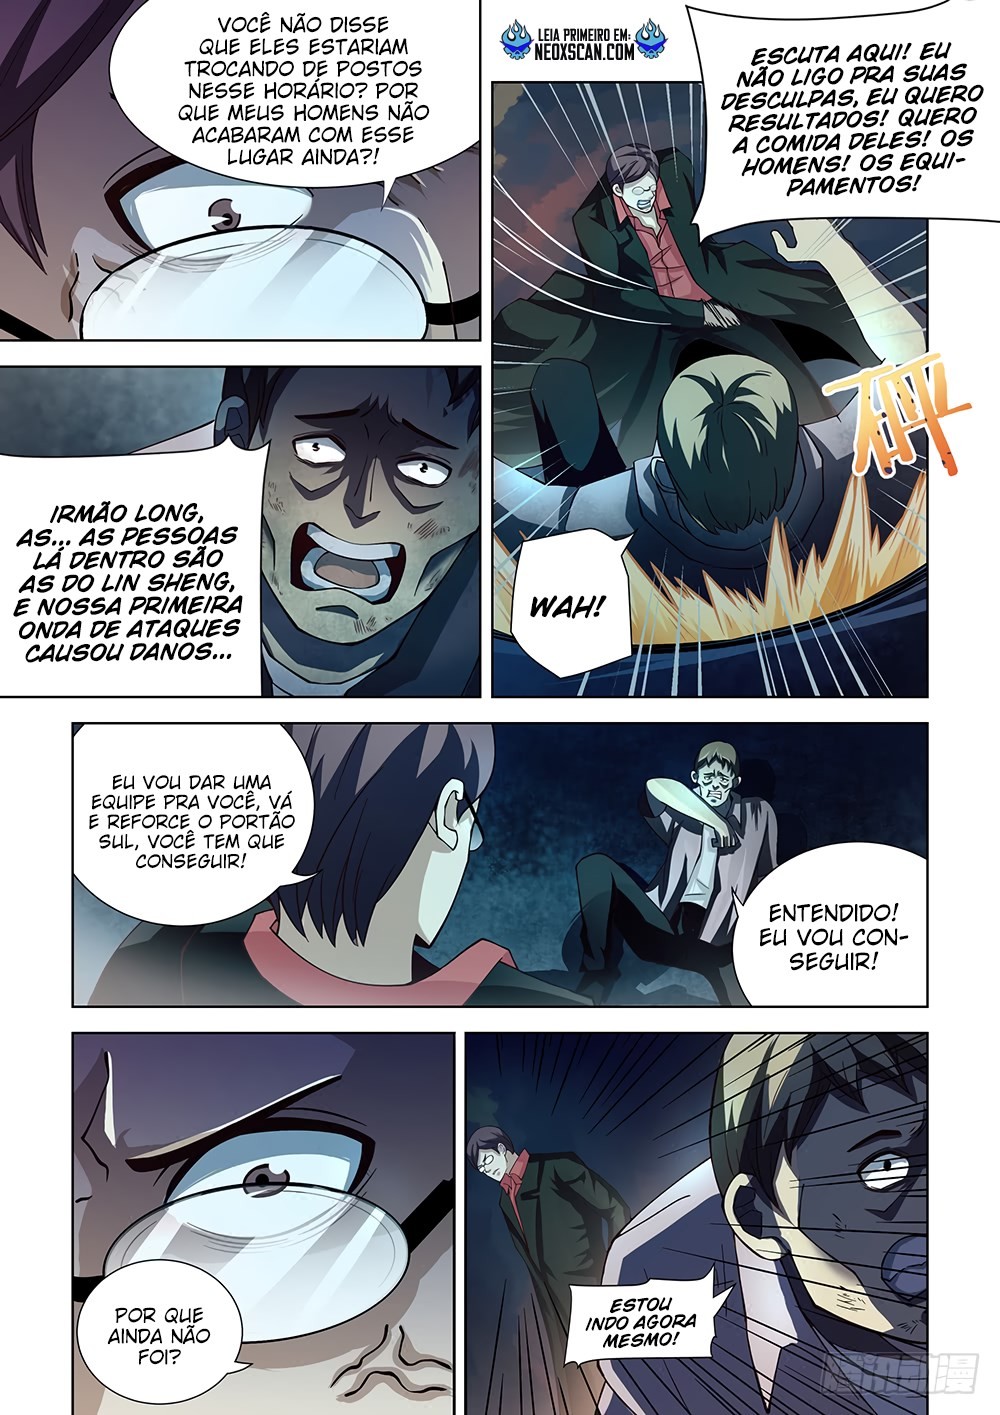 VOCÊ NÃO DISSE
QUE ELES ESTARIAM
TROCANDO DE POSTOS
NESSE HORÁRIO? POR
QUE MEUS HOMENS NÃO
ACABARAM COM ESSE
LUGAR AINDA?!
LEIA PRIMEIRO EM:
NEOXSCAN.COM
ESCUTA AQUI! EU
NÃO LIGO PRA SUAS
DESCULPAS, EU QUERO
RESULTADOS! QUERO
A COMIDA DELES! OS
HOMENS! OS EQUI-
PAMENTOS!
WAH!
IRMÃO LONG,
AS... AS PESSOAS
LÁ DENTRO SÃO
AS DO LIN SHENG,
E NOSSA PRIMEIRA
ONDA DE ATAQUES
CAUSOU DANOS...
EU VOU DAR UMA
EQUIPE PRA VOCÊ, VÁ
E REFORCE O PORTÃO
SUL, VOCÊ TEM QUE
CONSEGUIR!
ENTENDIDO!
EU VOU CON-
SEGUIR!
POR QUE
AINDA NÃO
FOI?
ESTOU
INDO AGORA
MESMO!